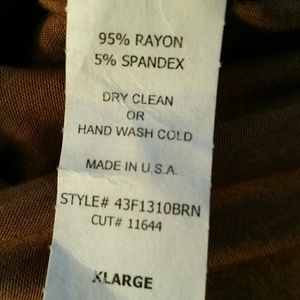 95% RAYON
5% SPANDEX
DRY CLEAN
OR
HAND WASH COLD
MADE IN U.S.A.
STYLE# 43F1310BRN
CUT# 11644
XLARGE